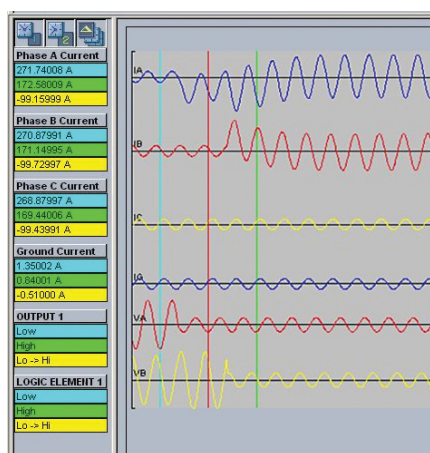 2
Phase A Current
271.74008 A
172.58009 A
-99.15999 A
Phase B Current
270.87991 A
171.14995 A
-99.72997 A
Phase C Current
268.87997 A
169.44006 A
-99.43991 A
Ground Current
1.35002 A
0.84001 A
-0.51000 A
OUTPUT 1
Low
High
Lo -> Hi
LOGIC ELEMENT 1
Low
High
Lo -> Hi
IA
IB
IC
IG
VA
VB